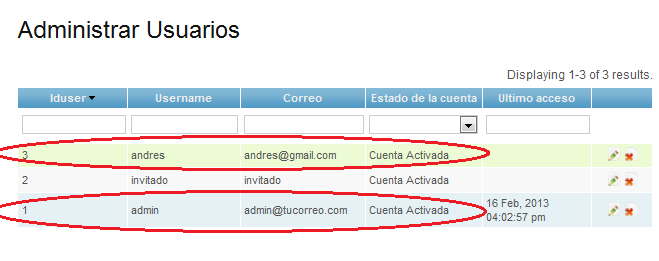 Administrar Usuarios
Displaying 1-3 of 3 results.
Iduser Username Correo Estado de la cuenta Ultimo acceso
3 andres andres@gmail.com Cuenta Activada
2 invitado invitado Cuenta Activada
1 admin admin@tucorreo.com Cuenta Activada 16 Feb, 2013
04:02:57 pm